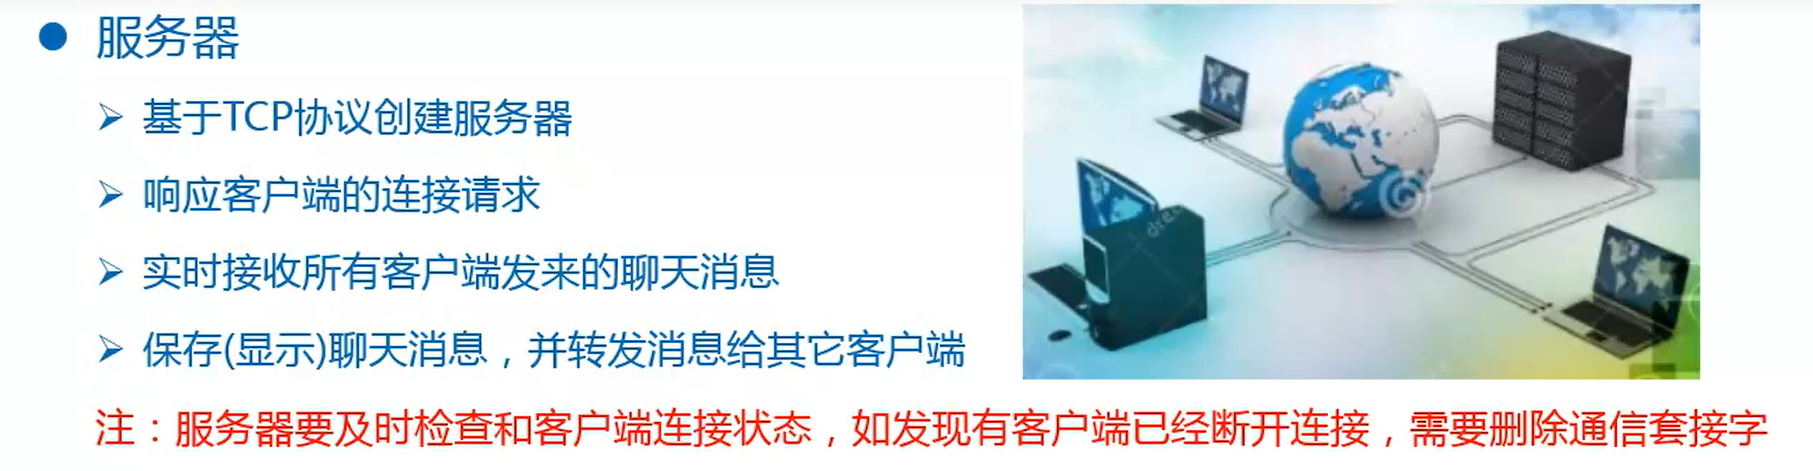 服务器
基于TCP协议创建服务器
响应客户端的连接请求
实时接收所有客户端发来的聊天消息
保存(显示)聊天消息，并转发消息给其它客户端
注：服务器要及时检查和客户端连接状态，如发现有客户端已经断开连接，需要删除通信套接字